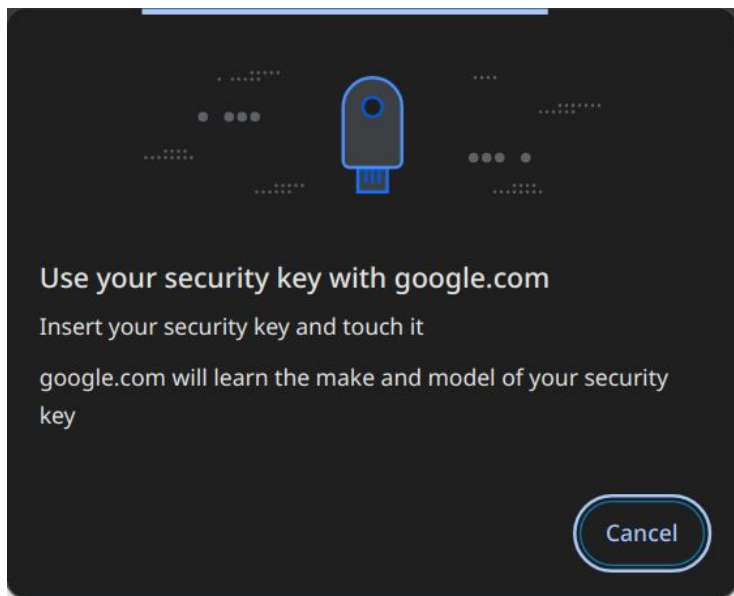 Use your security key with google.com
Insert your security key and touch it
google.com will learn the make and model of your security
key
Cancel